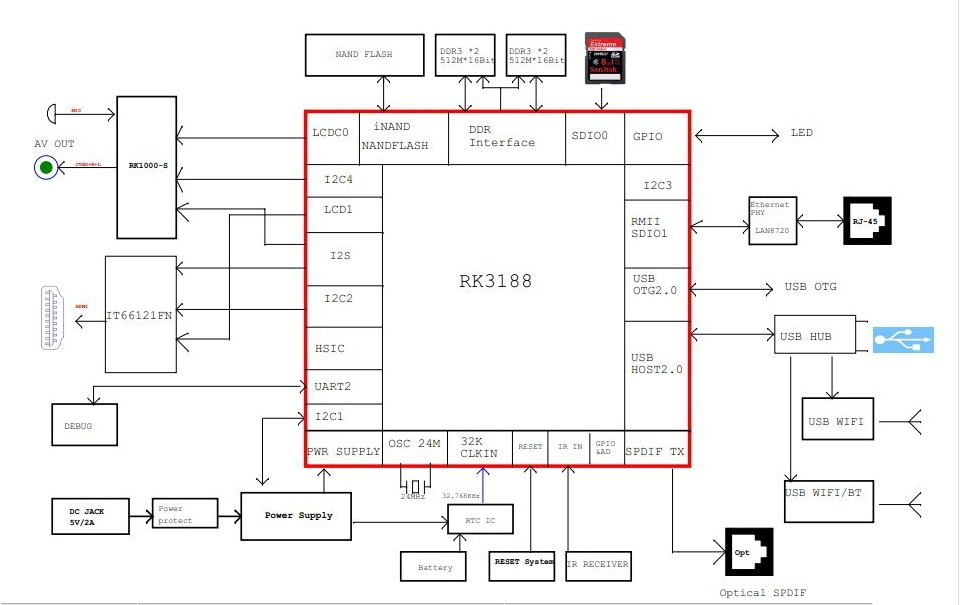 NAND FLASH
DDR3 *2
512M*16Bit
DDR3 *2
512M*16Bit
Extreme
8
SanDisk
LCDC0
iNAND
NANDFLASH
DDR
Interface
SDIO0
GPIO
LED
MIC
AV OUT
CVBS+R+L
RK1000-S
I2C4
LCD1
I2S
I2C2
HSIC
UART2
I2C1
RK3188
I2C3
RMII
SDIO1
USB
OTG2.0
USB
HOST2.0
Ethernet
PHY
LAN8720
RJ-45
USB OTG
USB HUB
HDMI
IT66121FN
DEBUG
USB WIFI
USB WIFI/BT
PWR SUPPLY
OSC 24M
32K
CLKIN
RESET
IR IN
GPIO
&AD
SPDIF TX
24MHz
32.768KHz
DC JACK
5V/2A
Power
protect
Power Supply
RTC IC
Battery
RESET System
IR RECEIVER
Opt
Optical SPDIF